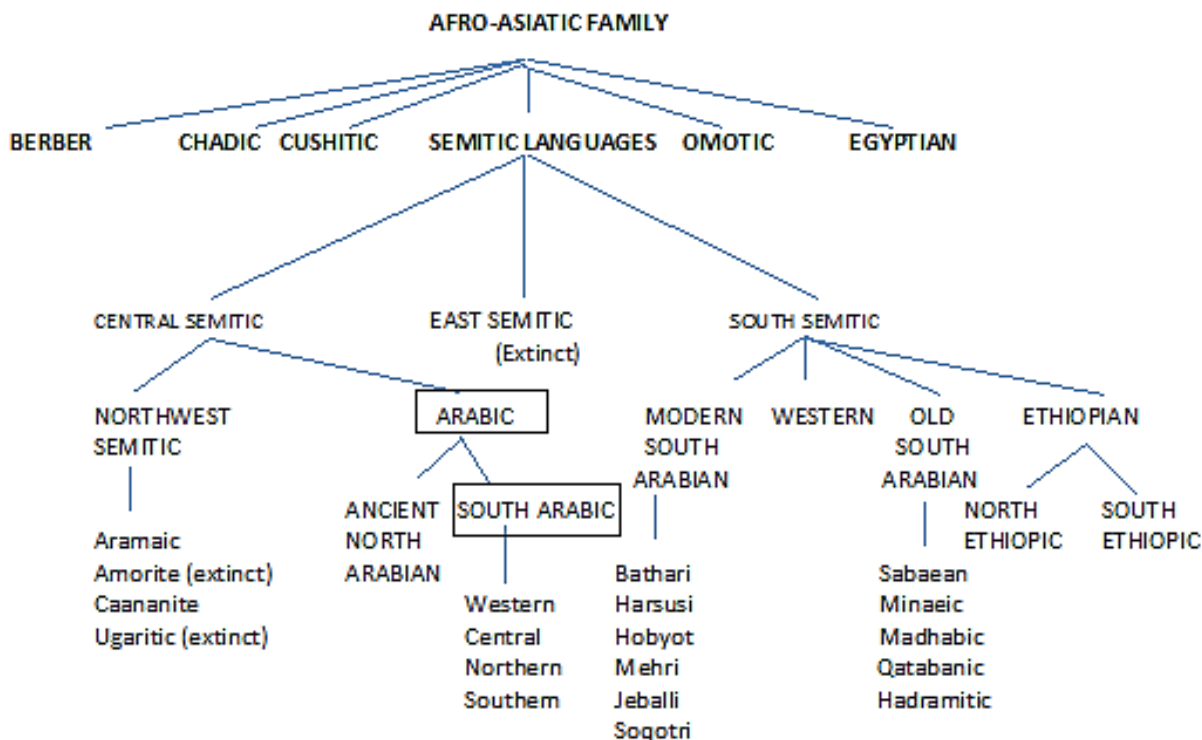 AFRO-ASIATIC FAMILY
BERBER CHADIC CUSHITIC SEMITIC LANGUAGES OMOTIC EGYPTIAN
CENTRAL SEMITIC EAST SEMITIC SOUTH SEMITIC
(Extinct)
NORTHWEST
SEMITIC
ARABIC
MODERN
SOUTH
ARABIAN
WESTERN
OLD
SOUTH
ARABIAN
ETHIOPIAN
ANCIENT
NORTH
ARABIAN
SOUTH ARABIC
NORTH
ETHIOPIC
SOUTH
ETHIOPIC
Aramaic
Amorite (extinct)
Caananite
Ugaritic (extinct)
Western
Central
Northern
Southern
Bathari
Harsusi
Hobyot
Mehri
Jeballi
Soqotri
Sabaean
Minaeic
Madhabic
Qatabanic
Hadramitic